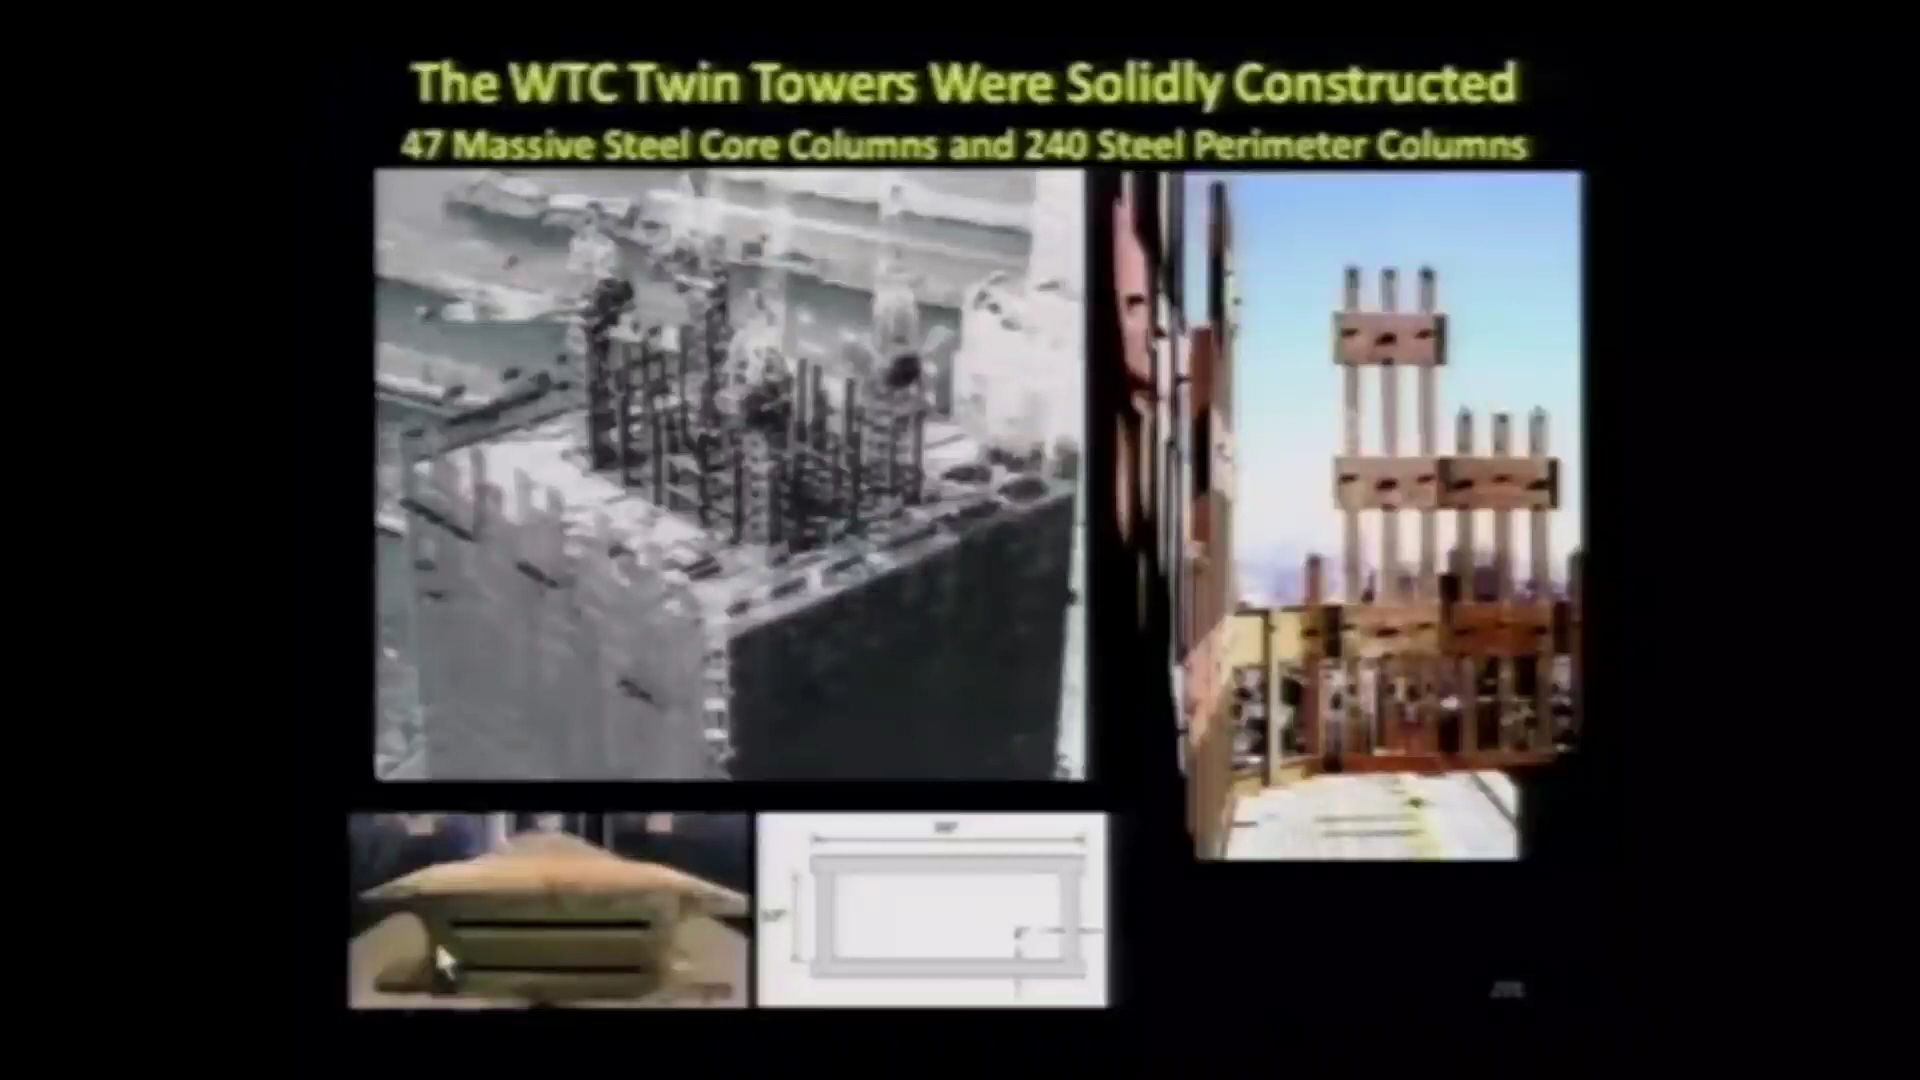 The WTC Twin Towers Were Solidly Constructed
47 Massive Steel Core Columns and 240 Steel Perimeter Columns